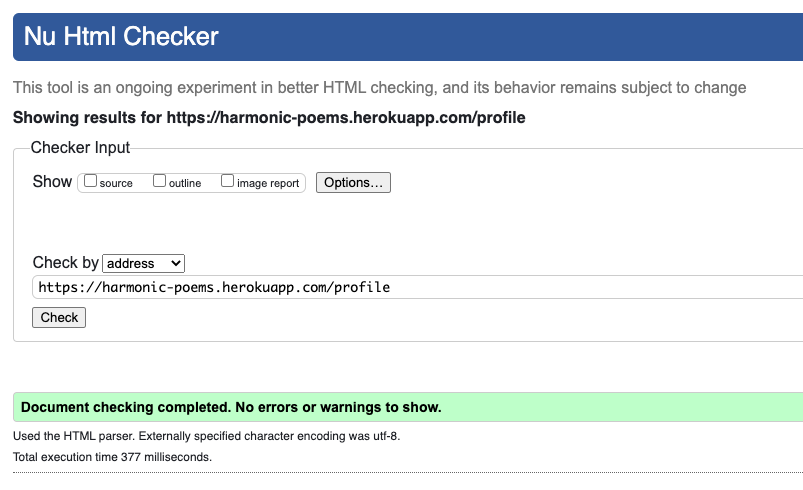 Nu Html Checker
This tool is an ongoing experiment in better HTML checking, and its behavior remains subject to change
Showing results for https://harmonic-poems.herokuapp.com/profile
Checker Input
Show source outline image report Options...
Check by address
https://harmonic-poems.herokuapp.com/profile
Check
Document checking completed. No errors or warnings to show.
Used the HTML parser. Externally specified character encoding was utf-8.
Total execution time 377 milliseconds.